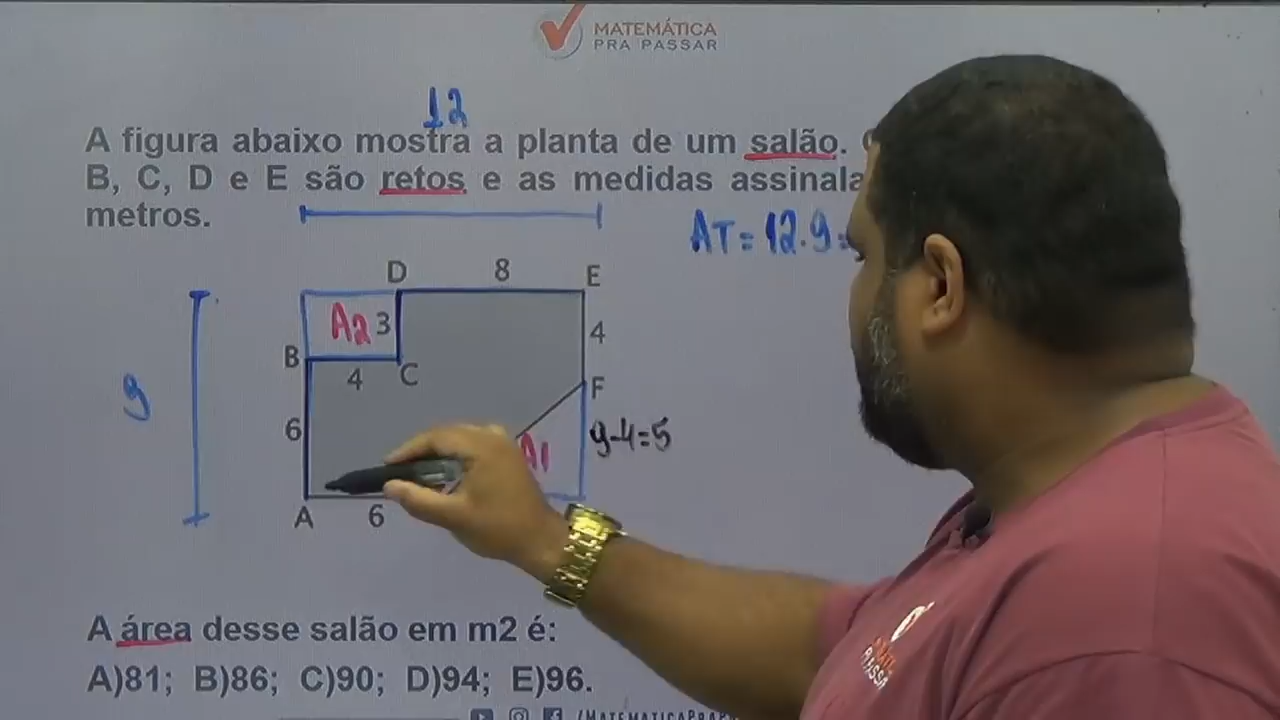 MATEMÁTICA
PRA PASSAR
12
A figura abaixo mostra a planta de um salão.
B, C, D e E são retos e as medidas
metros.
AT = 12.9 =
D 8 E
A2 3 4
B
4 C F
9
6 9-4=5
A1
A 6
A área desse salão em m2 é:
A)81; B)86; C)90; D)94; E)96.
PASSAR